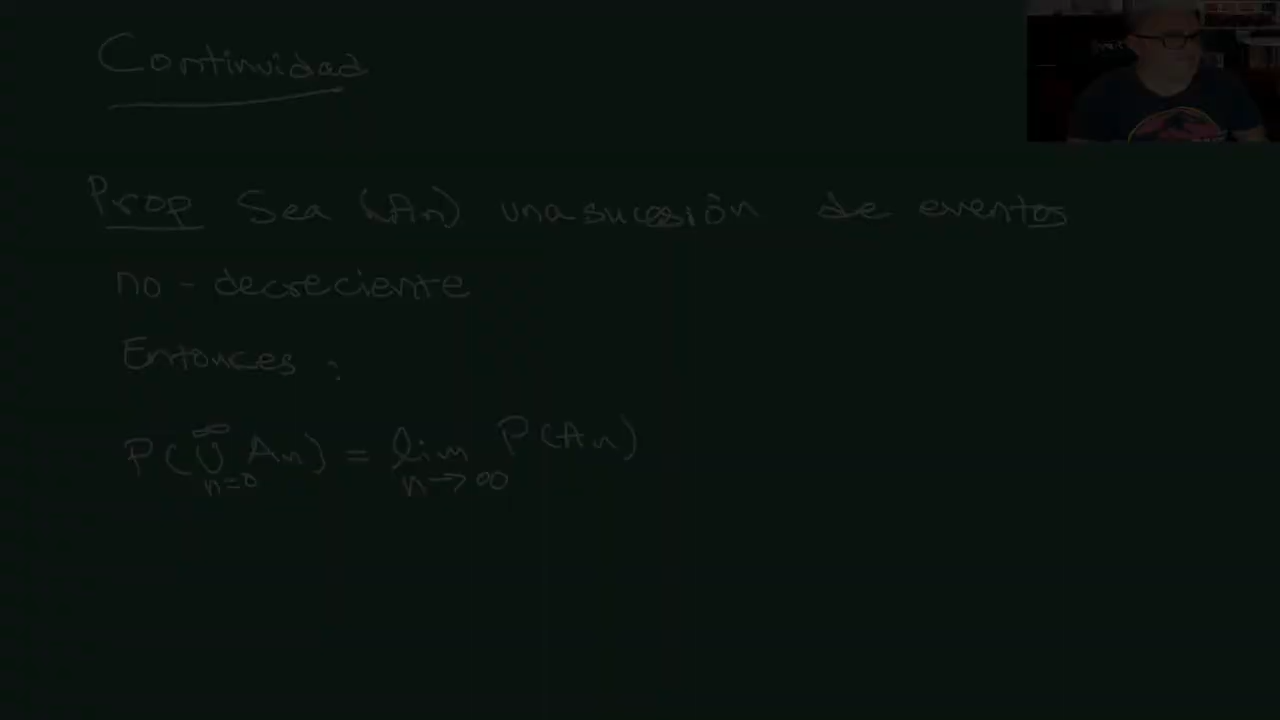 Continuidad
Prop Sea (An) una sucesión de eventos
no - decreciente
Entonces :
P(⋃_{n=0}^{∞} An) = lim_{n→∞} P(An)